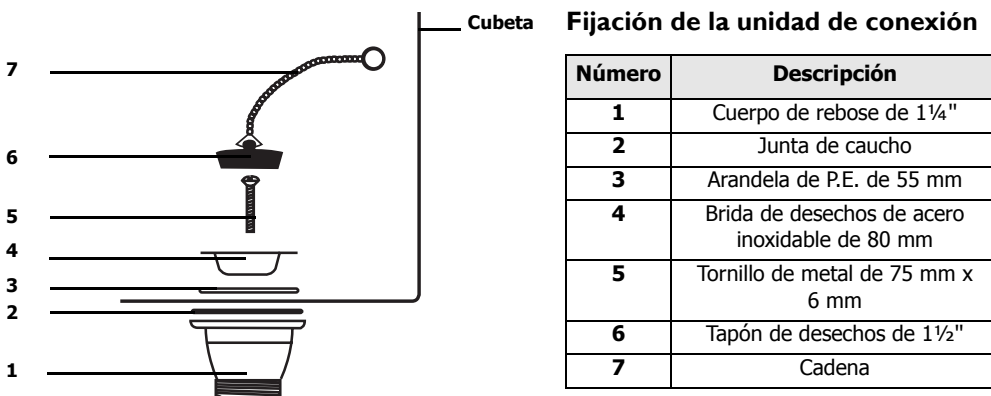 Cubeta
7
6
5
4
3
2
1
Fijación de la unidad de conexión
Número Descripción
1 Cuerpo de rebose de 1¼"
2 Junta de caucho
3 Arandela de P.E. de 55 mm
4 Brida de desechos de acero
inoxidable de 80 mm
5 Tornillo de metal de 75 mm x
6 mm
6 Tapón de desechos de 1½"
7 Cadena